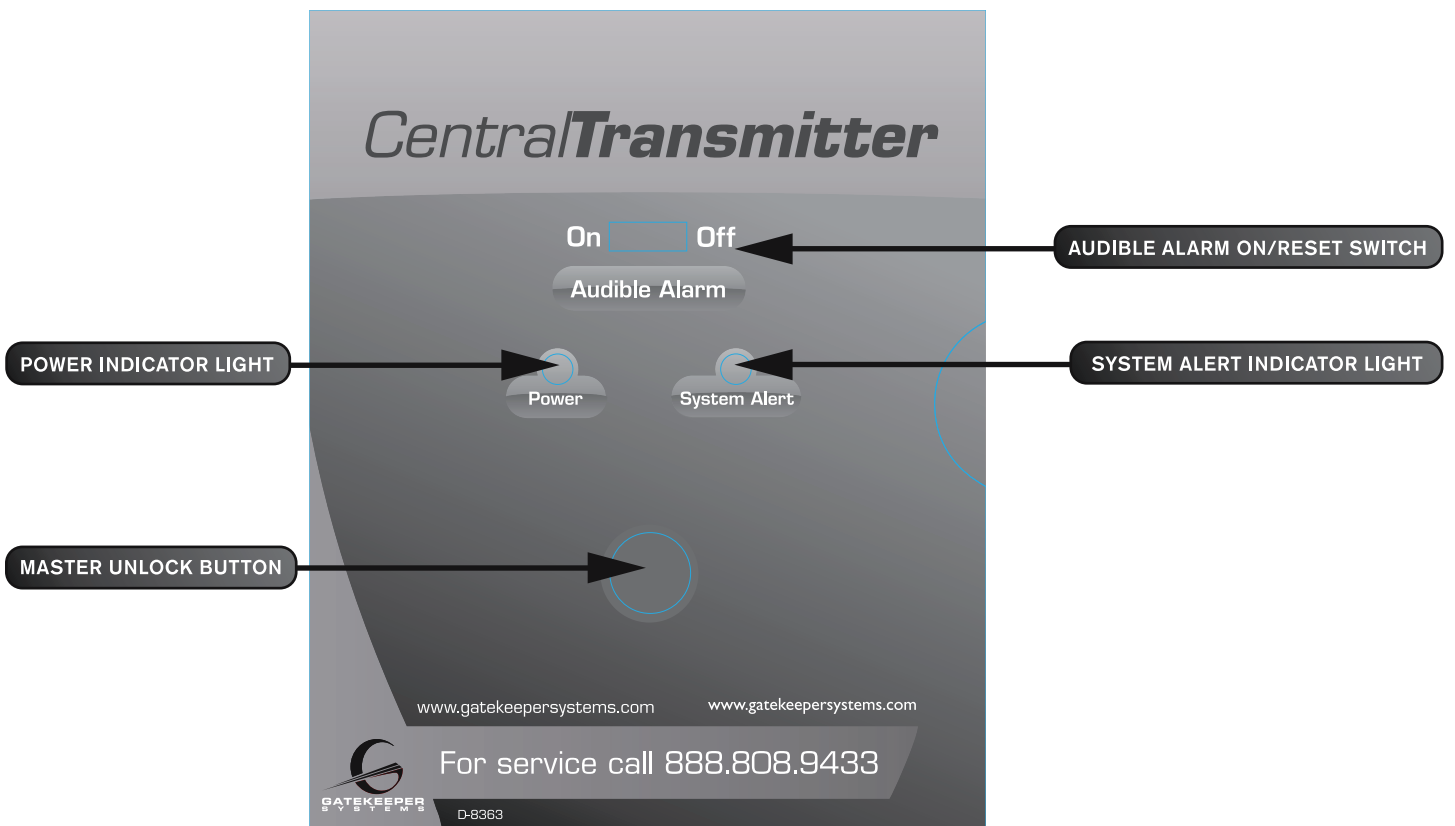 CentralTransmitter
On Off
AUDIBLE ALARM ON/RESET SWITCH
Audible Alarm
POWER INDICATOR LIGHT
SYSTEM ALERT INDICATOR LIGHT
Power
System Alert
MASTER UNLOCK BUTTON
www.gatekeepersystems.com
www.gatekeepersystems.com
For service call 888.808.9433
GATEKEEPER
SYSTEMS
D-8363